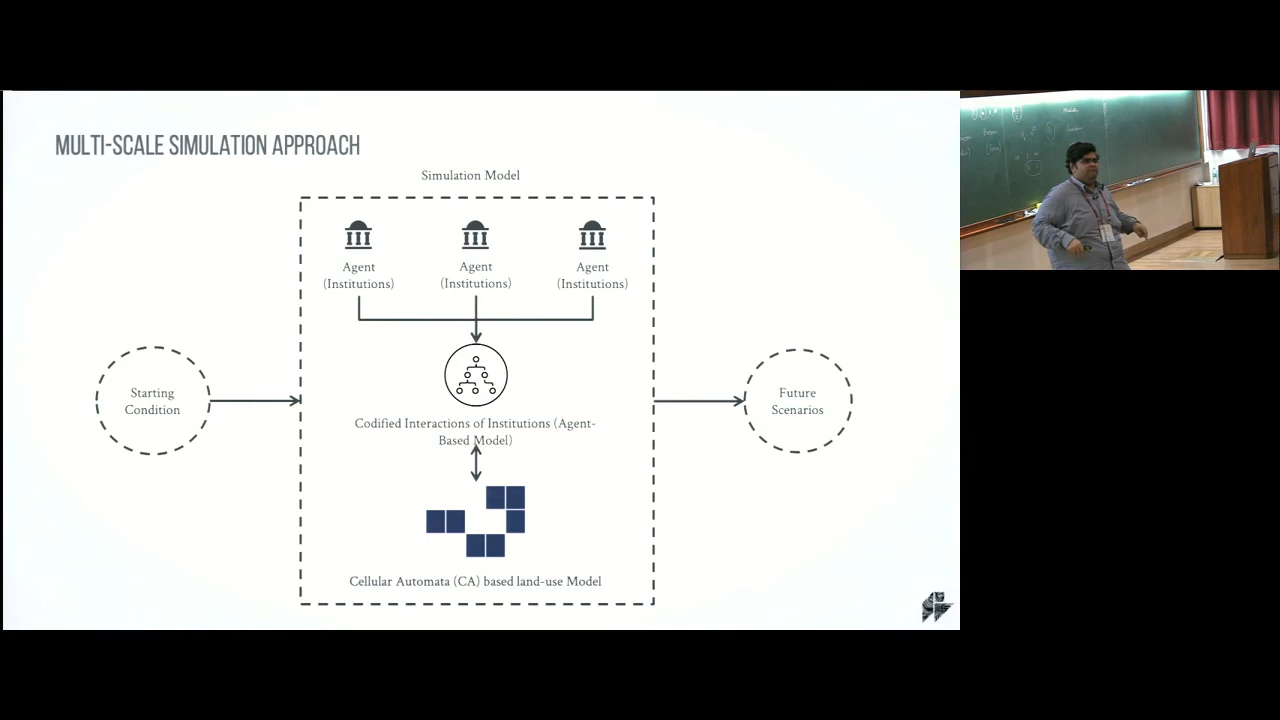 MULTI-SCALE SIMULATION APPROACH
Simulation Model
Agent
(Institutions)
Agent
(Institutions)
Agent
(Institutions)
Starting
Condition
Codified Interactions of Institutions (Agent-
Based Model)
Future
Scenarios
Cellular Automata (CA) based land-use Model